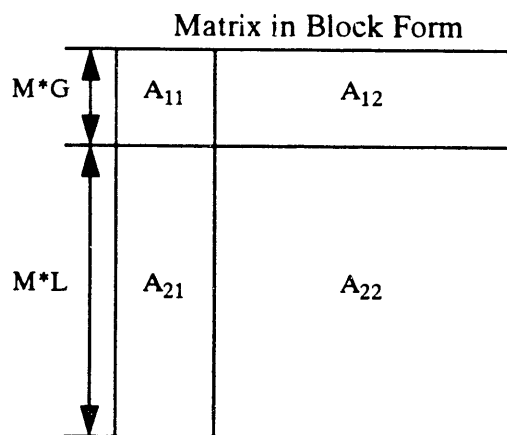 Matrix in Block Form
M*G A₁₁ A₁₂
M*L A₂₁ A₂₂